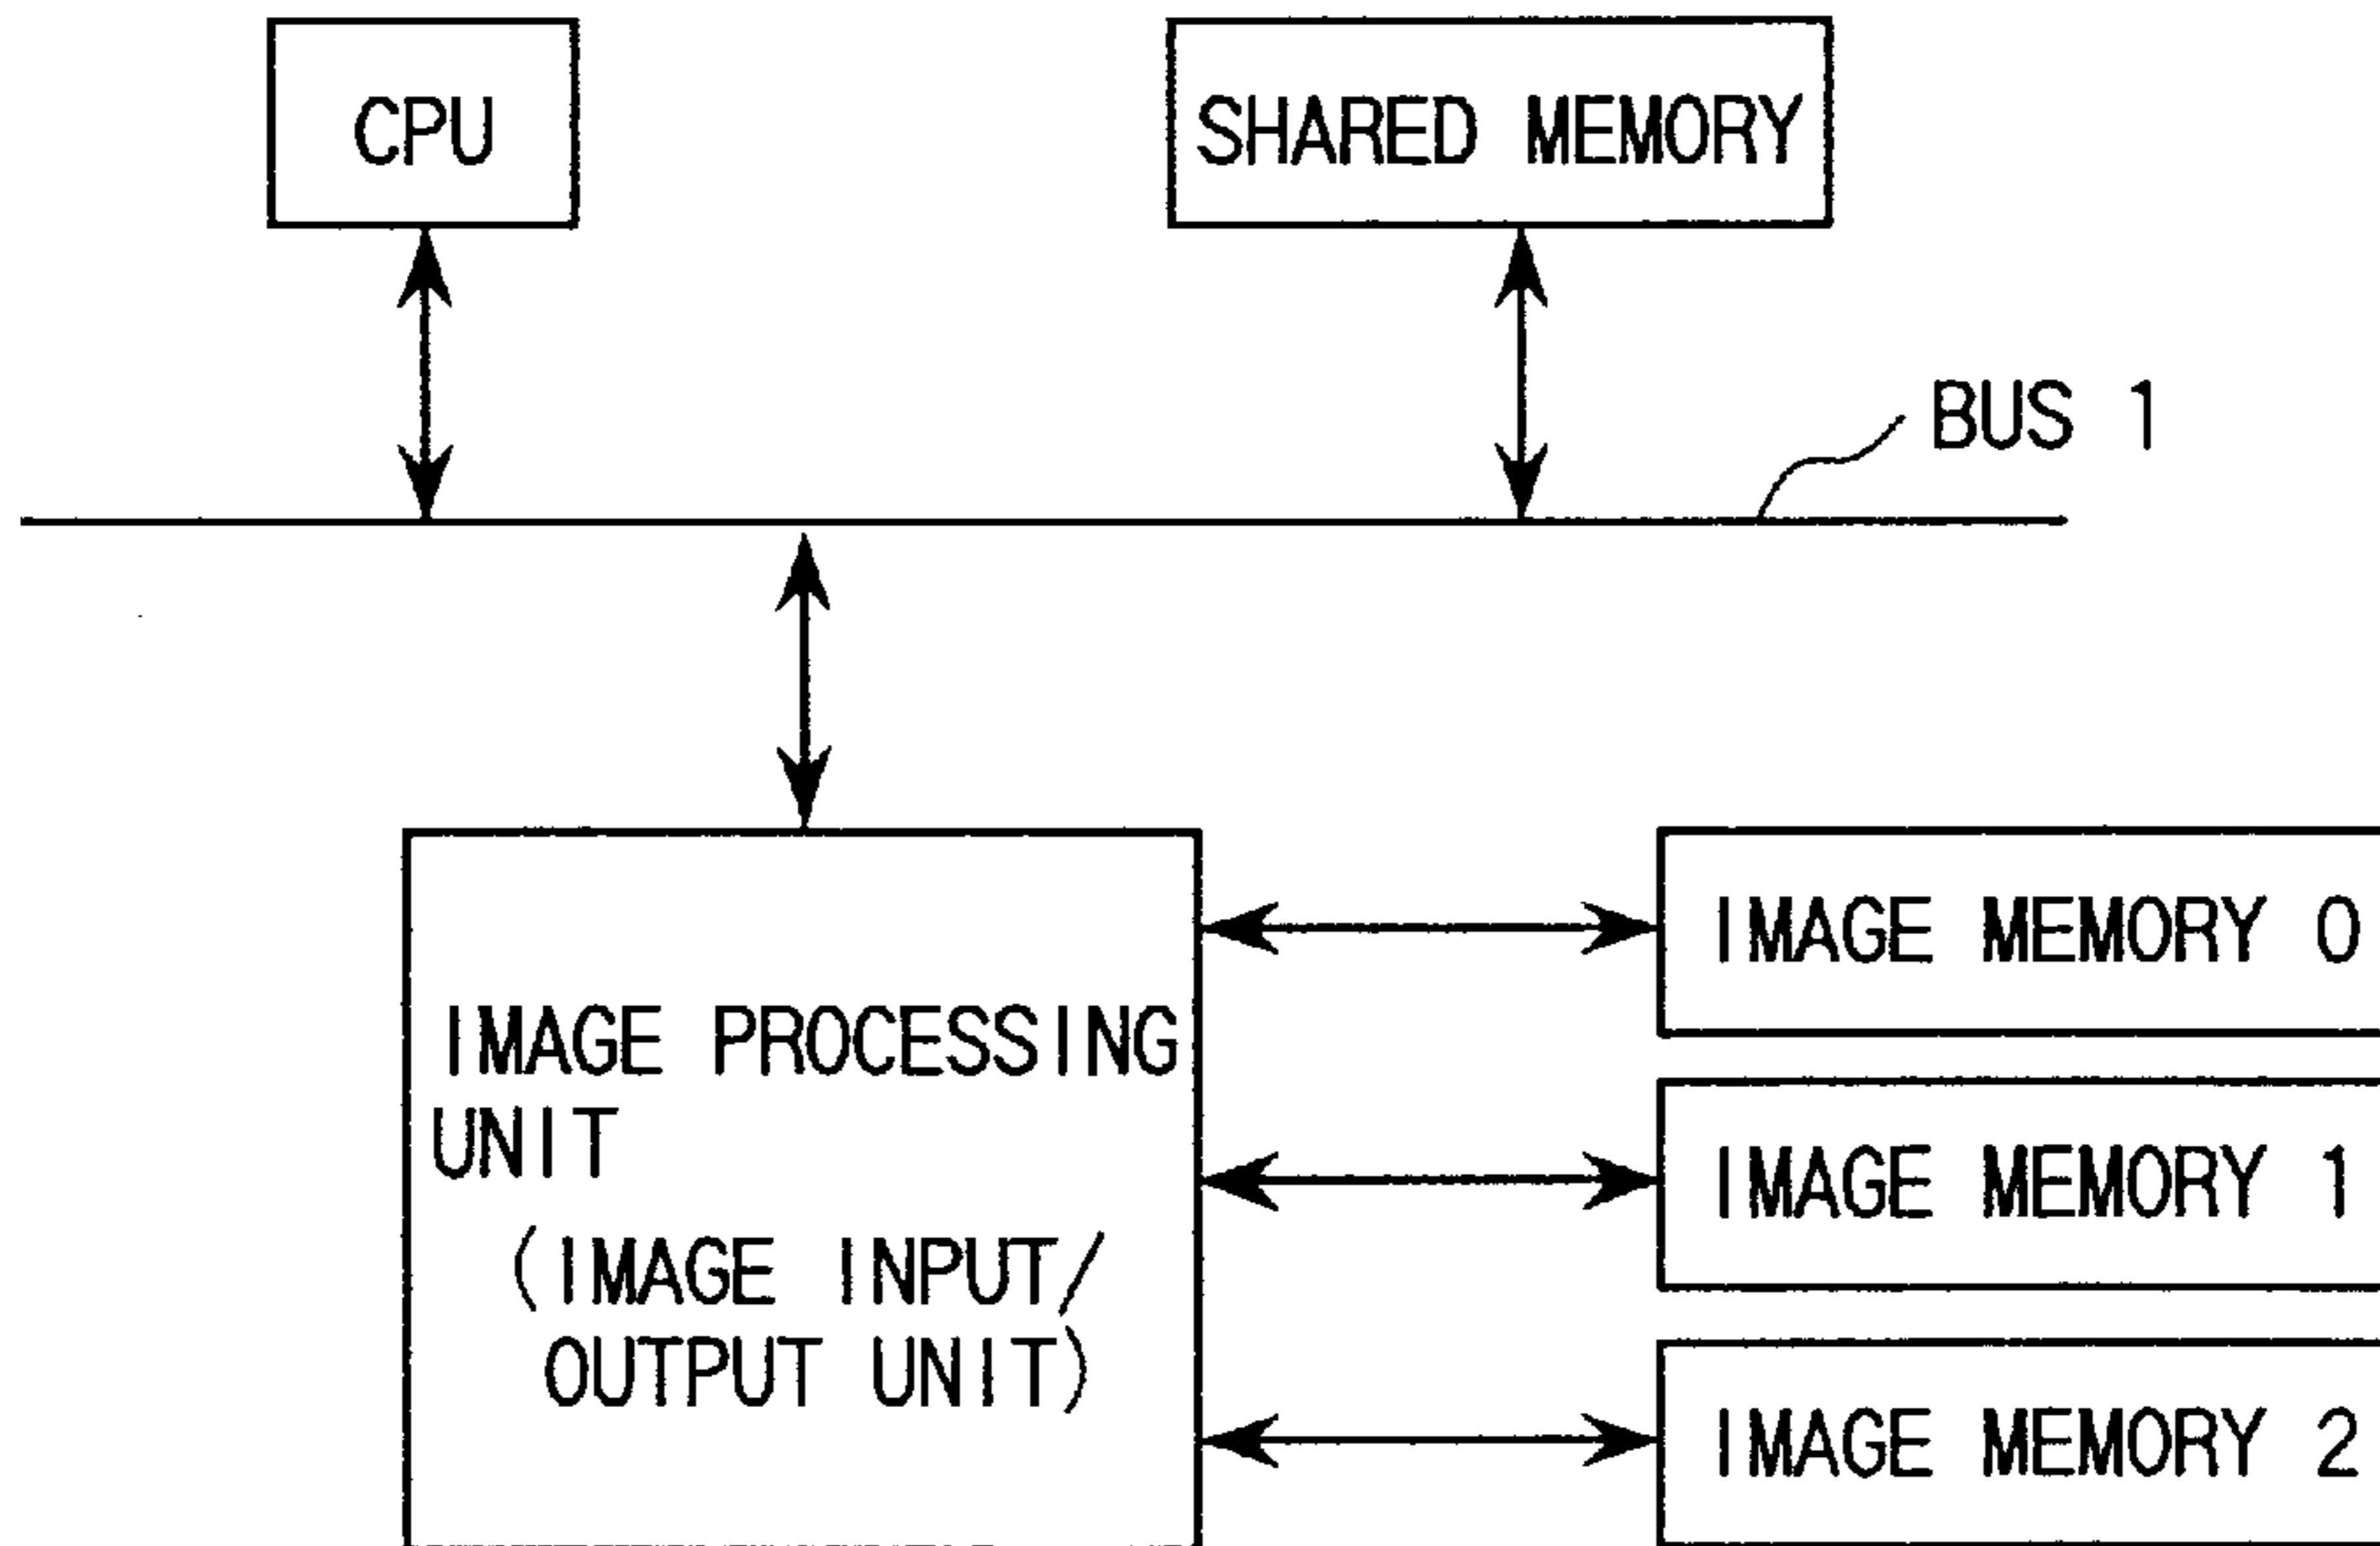 CPU
SHARED MEMORY
BUS 1
IMAGE PROCESSING
UNIT
(IMAGE INPUT/
OUTPUT UNIT)
IMAGE MEMORY 0
IMAGE MEMORY 1
IMAGE MEMORY 2